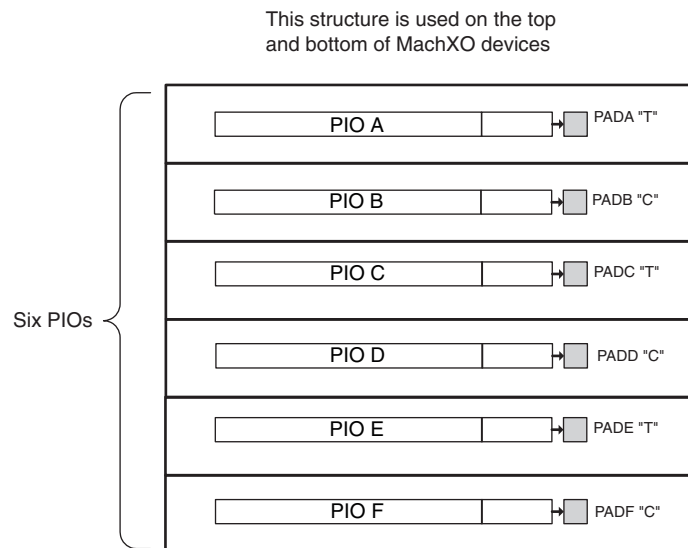 This structure is used on the top
and bottom of MachXO devices
PIO A
PADA "T"
PIO B
PADB "C"
PIO C
PADC "T"
Six PIOs
PIO D
PADD "C"
PIO E
PADE "T"
PIO F
PADF "C"